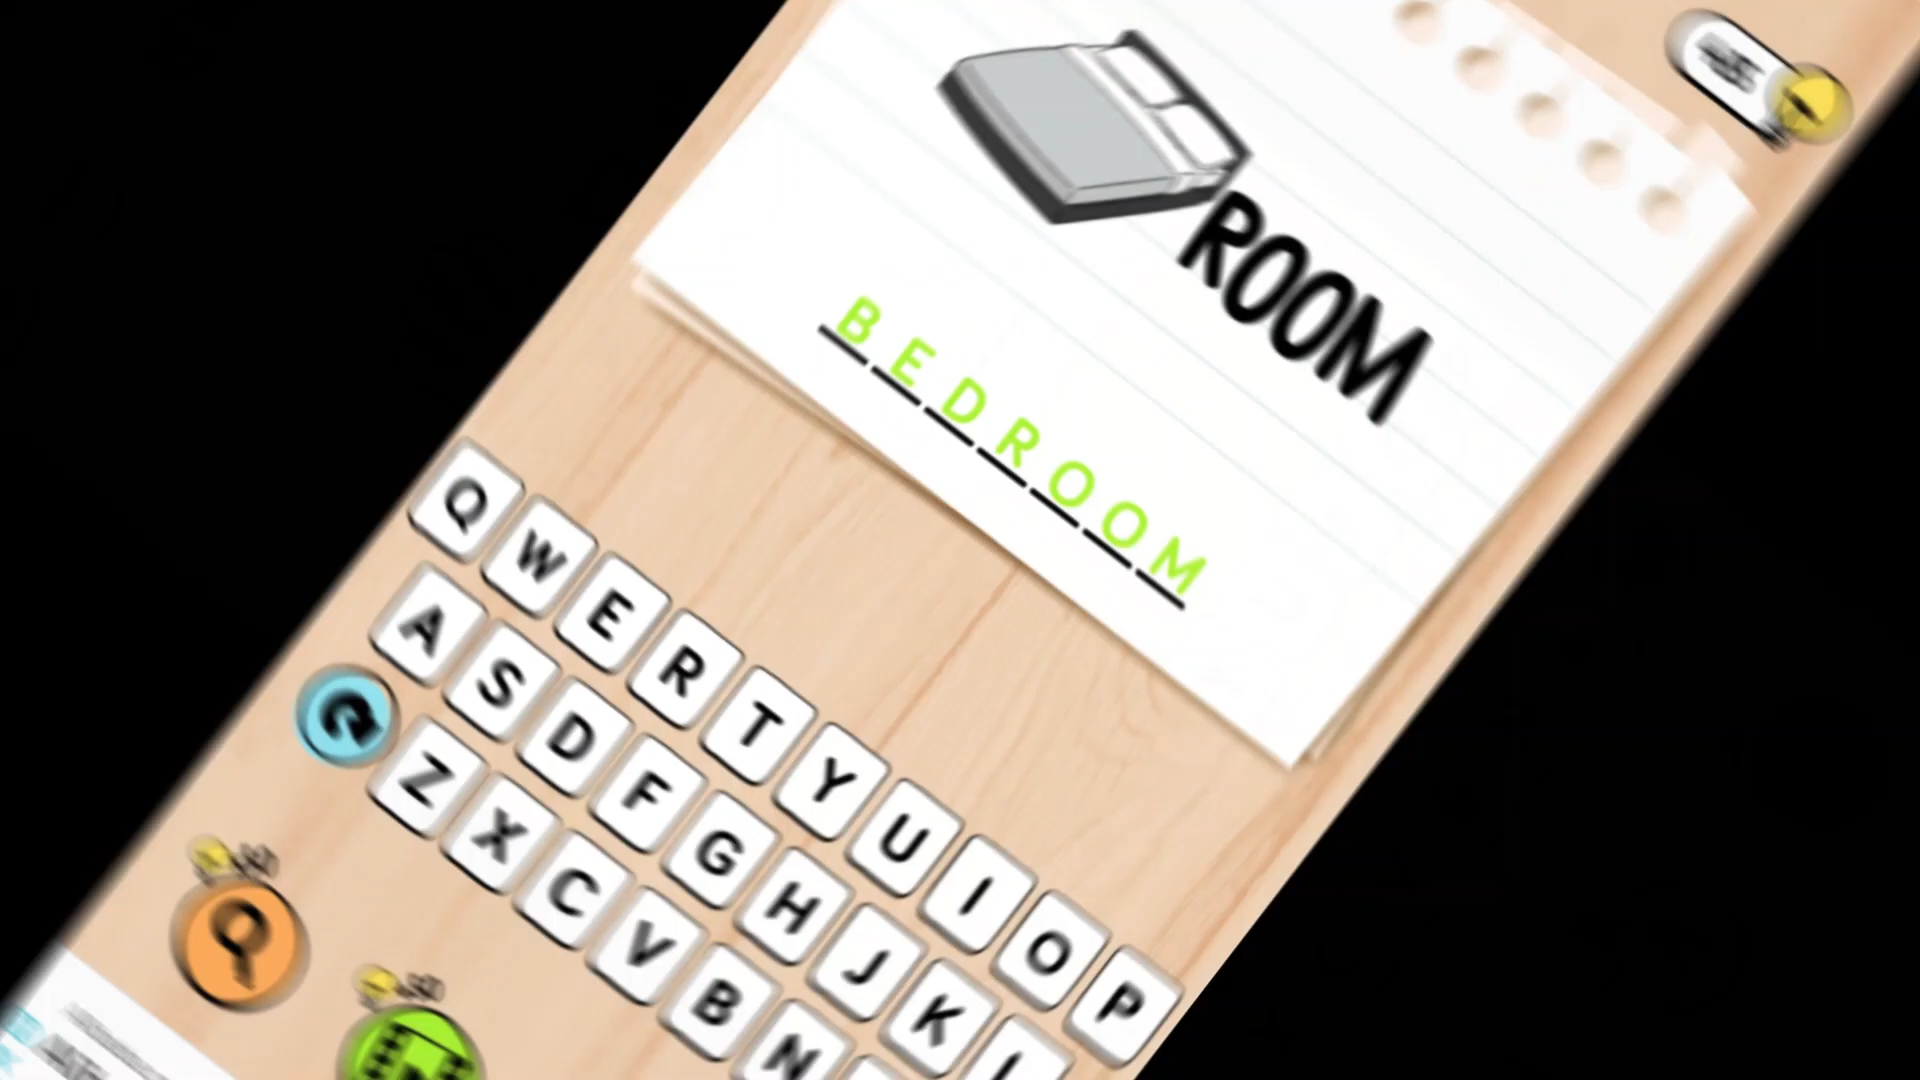 ROOM
BEDROOM
Q W E R T Y U I O P
A S D F G H J K L
Z X C V B N